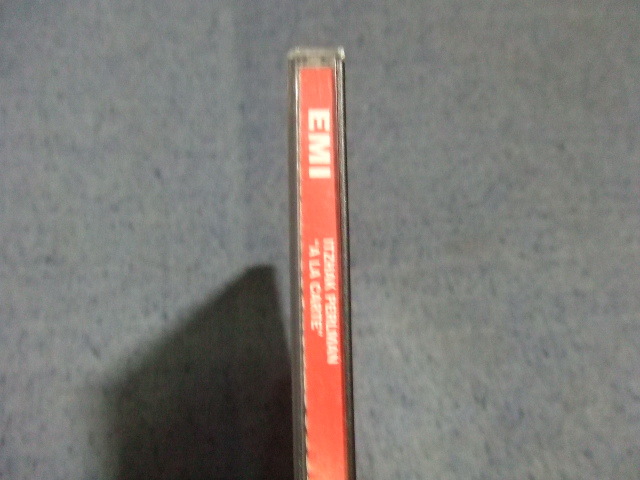 EMI
ITZHAK PERLMAN
"A LA CARTE"